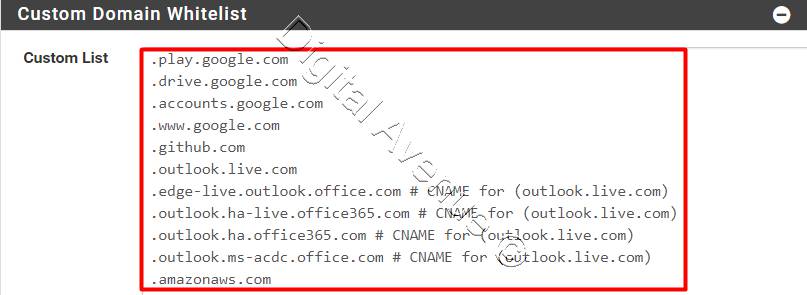 Custom Domain Whitelist
Custom List
.play.google.com
.drive.google.com
.accounts.google.com
.www.google.com
.github.com
.outlook.live.com
.edge-live.outlook.office.com # CNAME for (outlook.live.com)
.outlook.ha-live.office365.com # CNAME for (outlook.live.com)
.outlook.ha.office365.com # CNAME for (outlook.live.com)
.outlook.ms-acdc.office.com # CNAME for (outlook.live.com)
.amazonaws.com
Digital Avenue ©